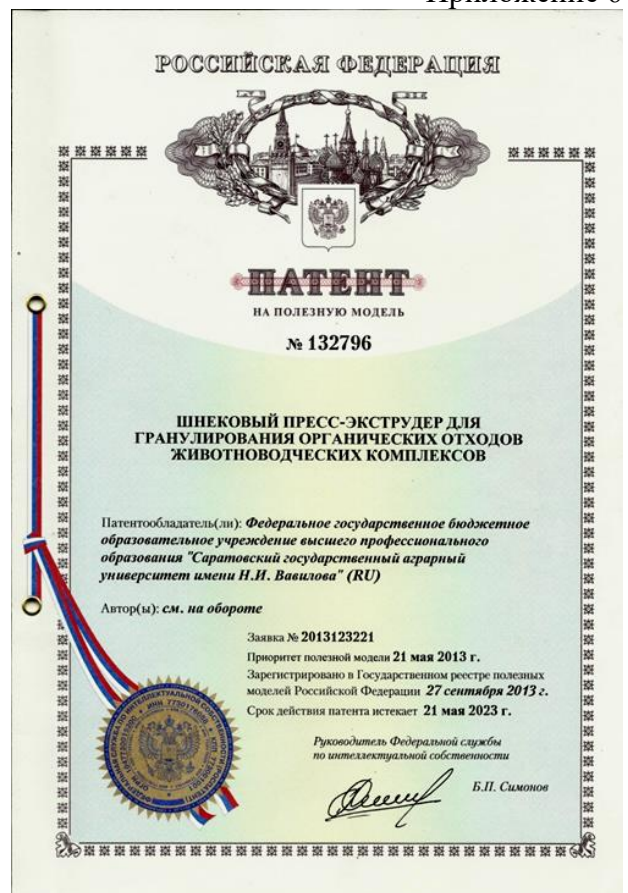 Приложение 6
РОССИЙСКАЯ ФЕДЕРАЦИЯ
ПАТЕНТ
НА ПОЛЕЗНУЮ МОДЕЛЬ
№ 132796
ШНЕКОВЫЙ ПРЕСС-ЭКСТРУДЕР ДЛЯ
ГРАНУЛИРОВАНИЯ ОРГАНИЧЕСКИХ ОТХОДОВ
ЖИВОТНОВОДЧЕСКИХ КОМПЛЕКСОВ
Патентообладатель(ли): Федеральное государственное бюджетное
образовательное учреждение высшего профессионального
образования "Саратовский государственный аграрный
университет имени Н.И. Вавилова" (RU)
Автор(ы): см. на обороте
Заявка № 2013123221
Приоритет полезной модели 21 мая 2013 г.
Зарегистрировано в Государственном реестре полезных
моделей Российской Федерации 27 сентября 2013 г.
Срок действия патента истекает 21 мая 2023 г.
Руководитель Федеральной службы
по интеллектуальной собственности
Б.П. Симонов